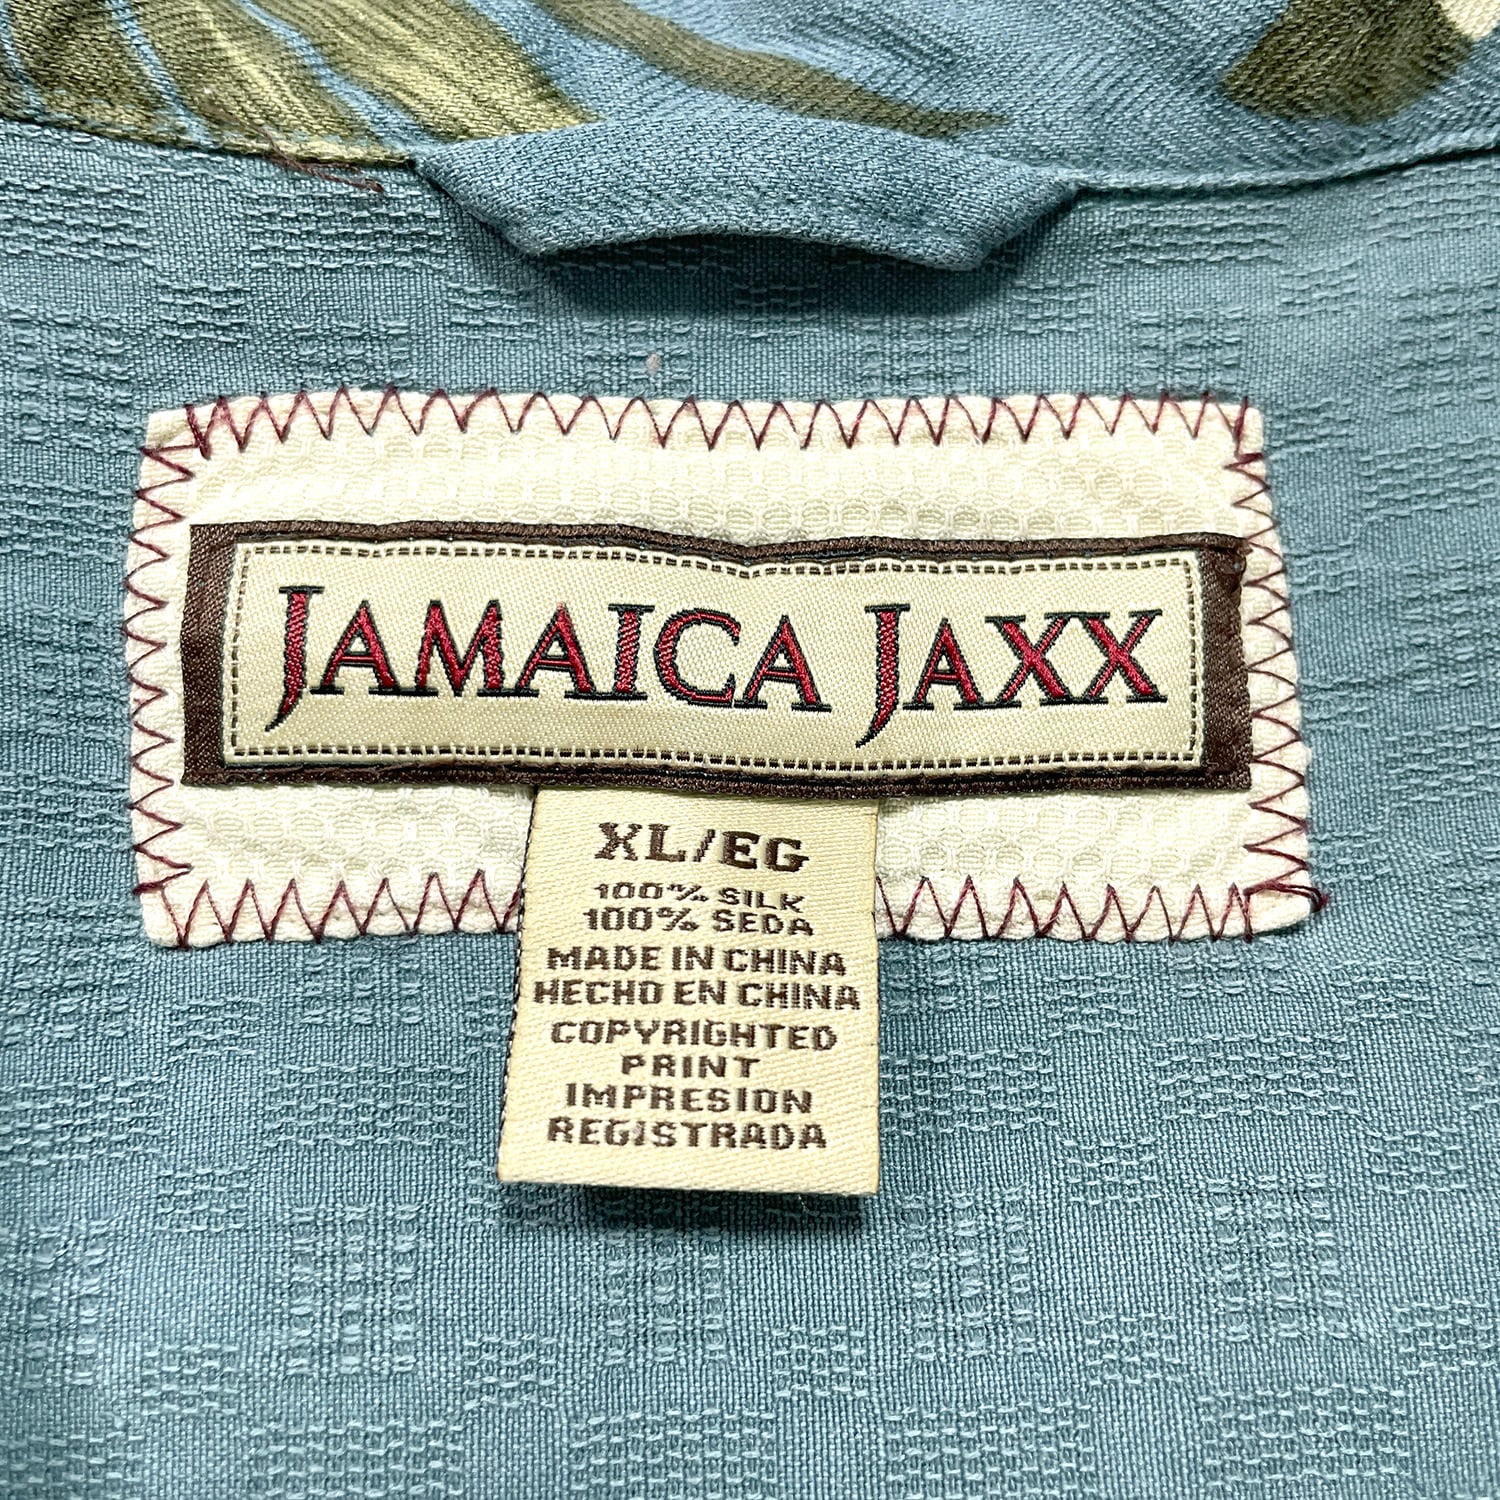 JAMAICA JAXX
XL/EG
100% SILK
100% SEDA
MADE IN CHINA
HECHO EN CHINA
COPYRIGHTED
PRINT
IMPRESION
REGISTRADA